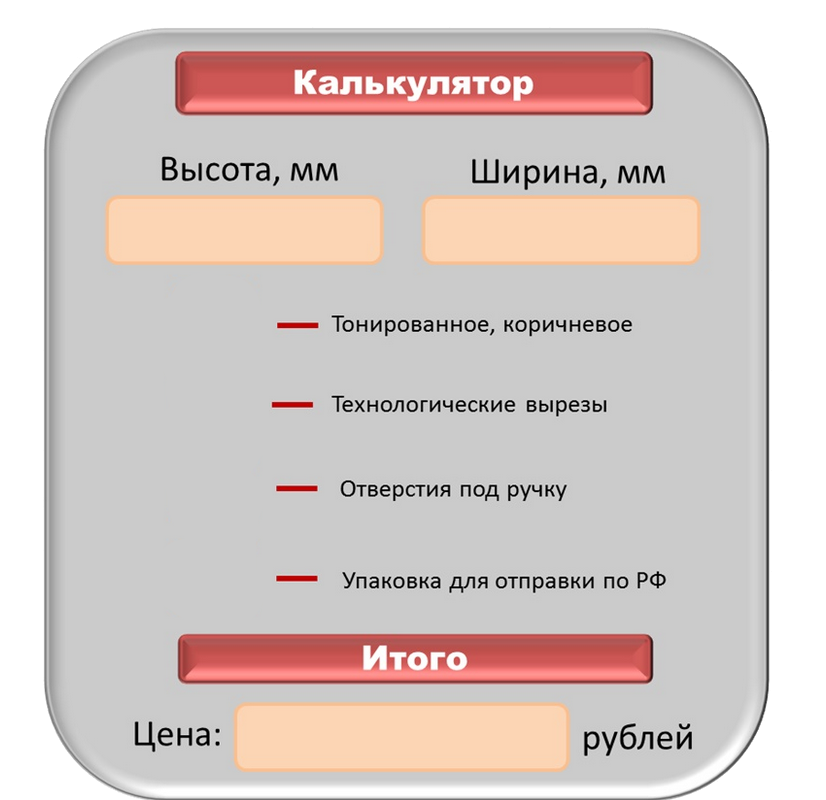 Калькулятор
Высота, мм
Ширина, мм
Тонированное, коричневое
Технологические вырезы
Отверстия под ручку
Упаковка для отправки по РФ
Итого
Цена: рублей